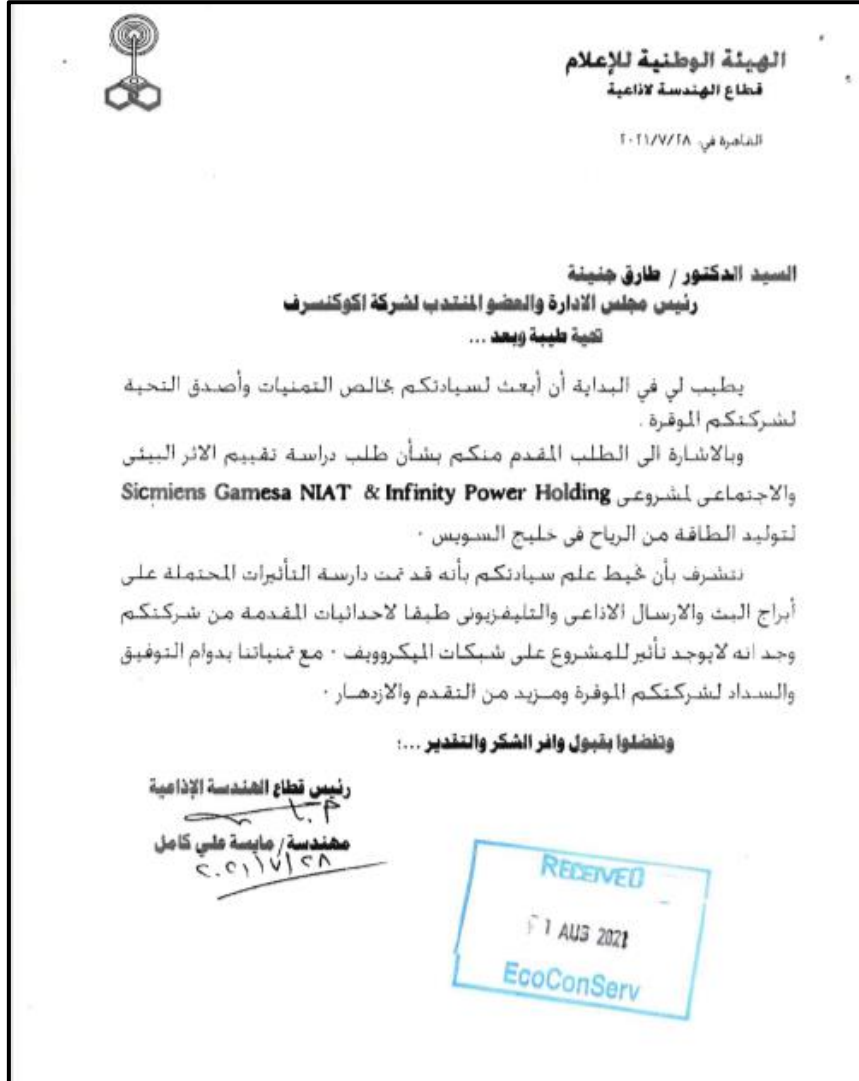 الهيئة الوطنية للإعلام
قطاع الهندسة لاذاعية
القاهرة في: ٢٠٢١/٧/٢٨
السيد الدكتور / طارق جنينة
رئيس مجلس الادارة والعضو المنتدب لشركة اكوكنسرف
تحية طيبة وبعد ...
يطيب لي في البداية أن أبعث لسيادتكم بخالص التمنيات وأصدق التحية
لشركتكم الموقرة .
وبالاشارة الى الطلب المقدم منكم بشأن طلب دراسة تقييم الاثر البيئى
والاجتماعى لمشروعى Sicmiens Gamesa NIAT & Infinity Power Holding
لتوليد الطاقة من الرياح فى خليج السويس .
نتشرف بأن نحيط علم سيادتكم بأنه قد تمت دارسة التأثيرات المحتملة على
أبراج البث والارسال الاذاعى والتليفزيونى طبقا لاحداثيات المقدمة من شركتكم
وجد انه لايوجد تأثير للمشروع على شبكات الميكروويف . مع تمنياتنا بدوام التوفيق
والسداد لشركتكم الموقرة ومزيد من التقدم والازدهار .
وتفضلوا بقبول وافر الشكر والتقدير ...؛
رئيس قطاع الهندسة الإذاعية
مهندسة / مايسة علي كامل
٢٠٢١/٧/٢٨
RECEIVED
1 AUG 2021
EcoConServ